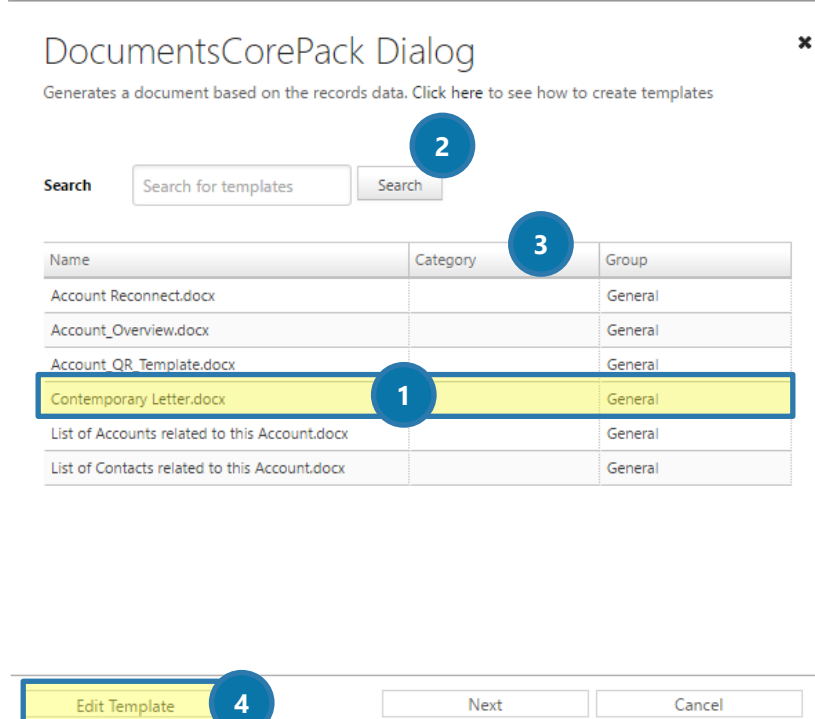 DocumentsCorePack Dialog
Generates a document based on the records data. Click here to see how to create templates
2
Search Search for templates Search
3
Name Category Group
Account Reconnect.docx General
Account_Overview.docx General
Account_QR_Template.docx General
Contemporary Letter.docx 1 General
List of Accounts related to this Account.docx General
List of Contacts related to this Account.docx General
Edit Template 4 Next Cancel